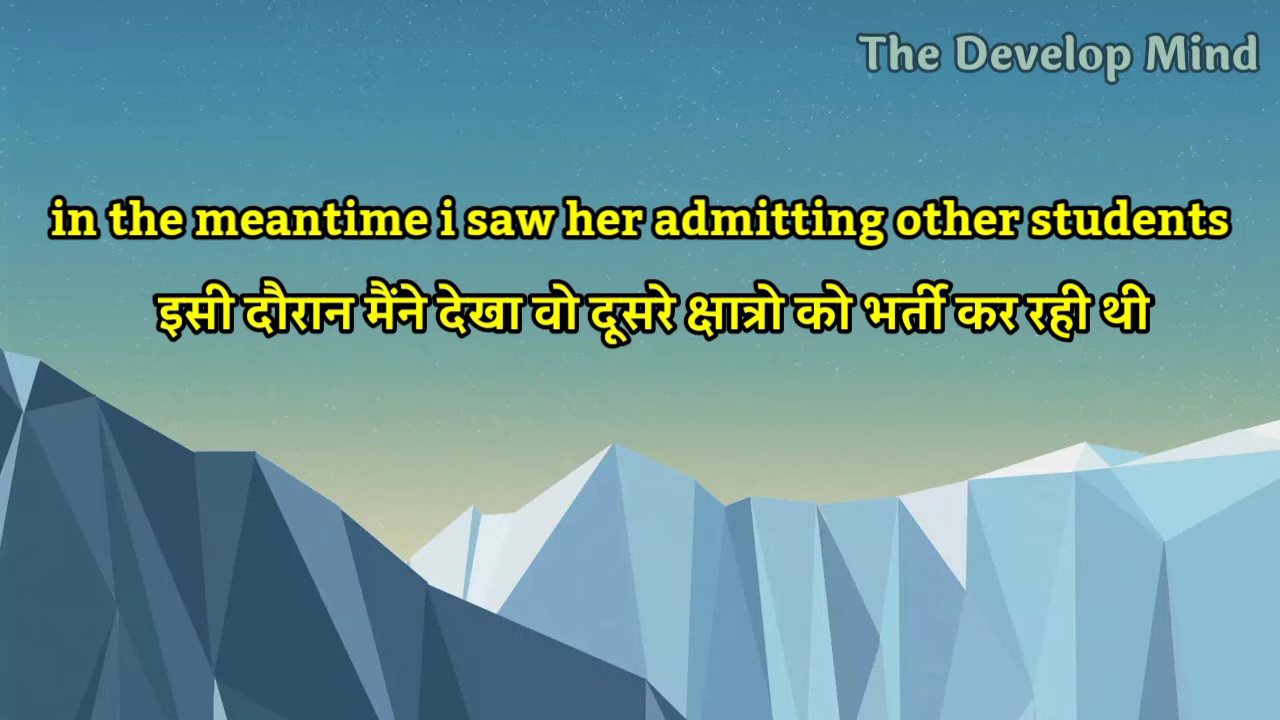 The Develop Mind
in the meantime i saw her admitting other students
इसी दौरान मैंने देखा वो दूसरे क्षात्रो को भर्ती कर रही थी